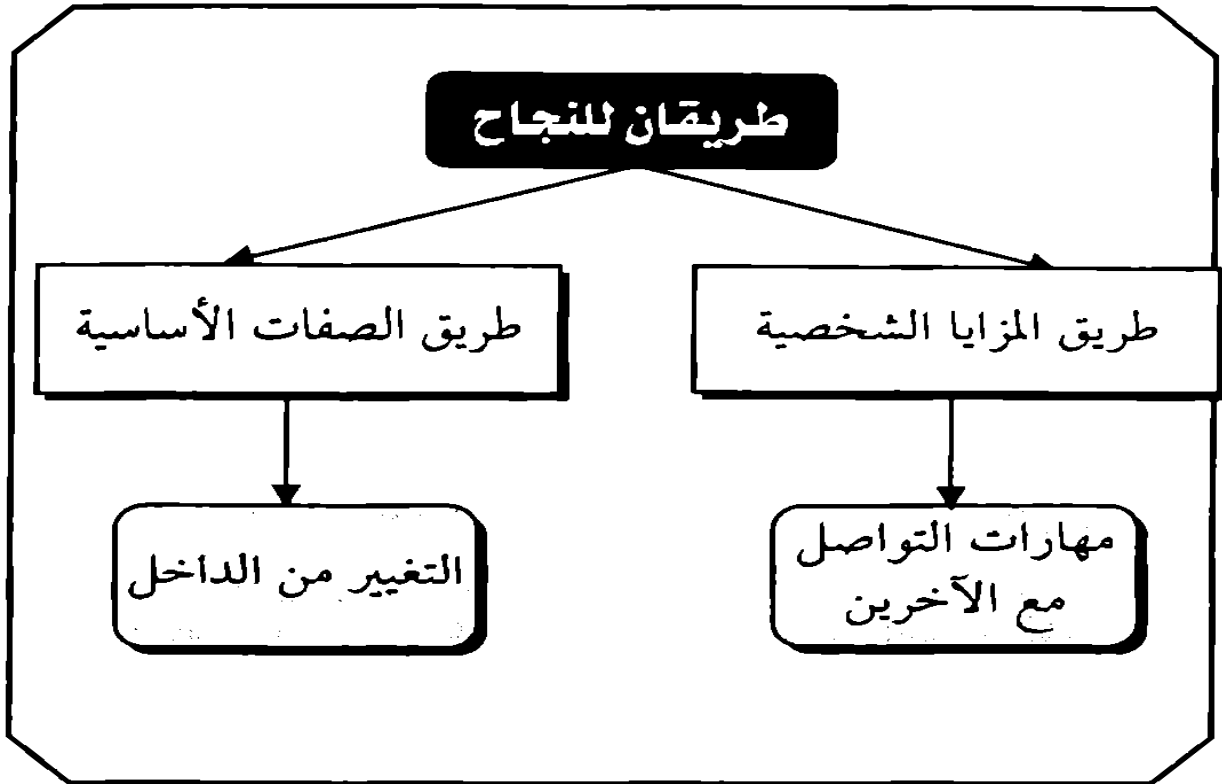 طريقان للنجاح
طريق المزايا الشخصية
طريق الصفات الأساسية
مهارات التواصل
مع الآخرين
التغيير من الداخل